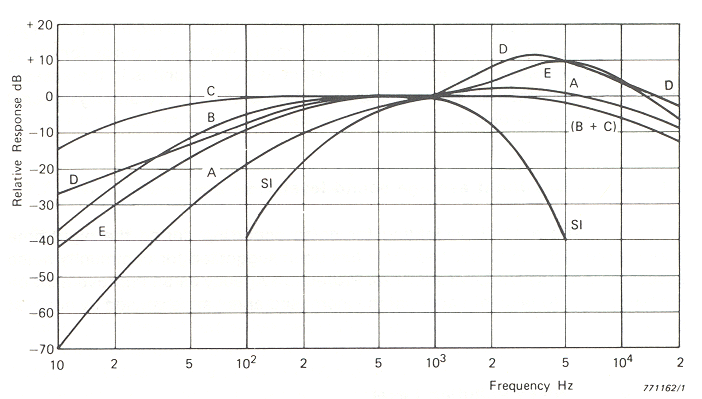 + 20
+ 10
0
−10
−20
−30
−40
−50
−60
−70
Relative Response dB
C
B
D
E
A
SI
D
E
A
D
(B + C)
SI
10 2 5 10² 2 5 10³ 2 5 10⁴ 2
Frequency Hz
771162/1